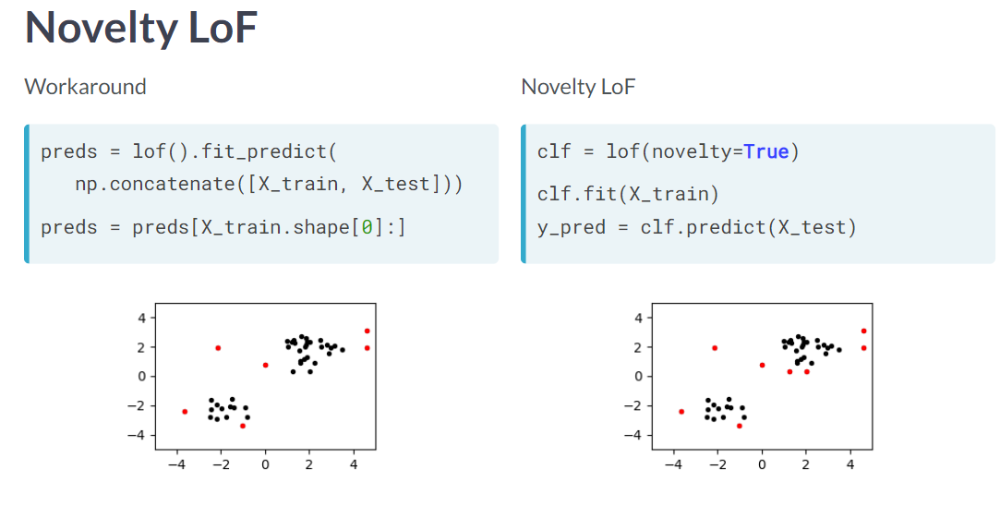 Novelty LoF
Workaround
preds = lof().fit_predict(
np.concatenate([X_train, X_test]))
preds = preds[X_train.shape[0]:]
4
2
0
−2
−4
−4 −2 0 2 4
Novelty LoF
clf = lof(novelty=True)
clf.fit(X_train)
y_pred = clf.predict(X_test)
4
2
0
−2
−4
−4 −2 0 2 4